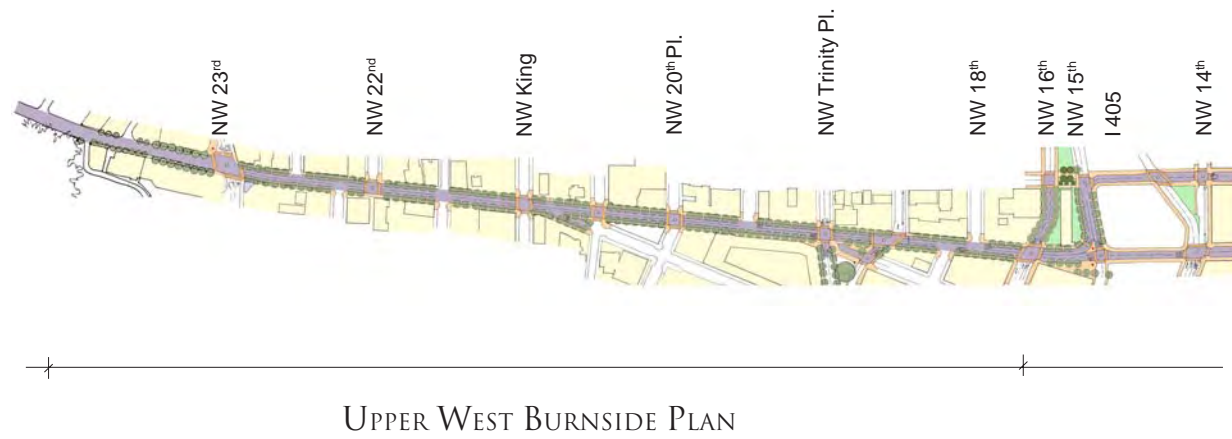 NW 23rd
NW 22nd
NW King
NW 20th Pl.
NW Trinity Pl.
NW 18th
NW 16th
NW 15th
I 405
NW 14th
UPPER WEST BURNSIDE PLAN